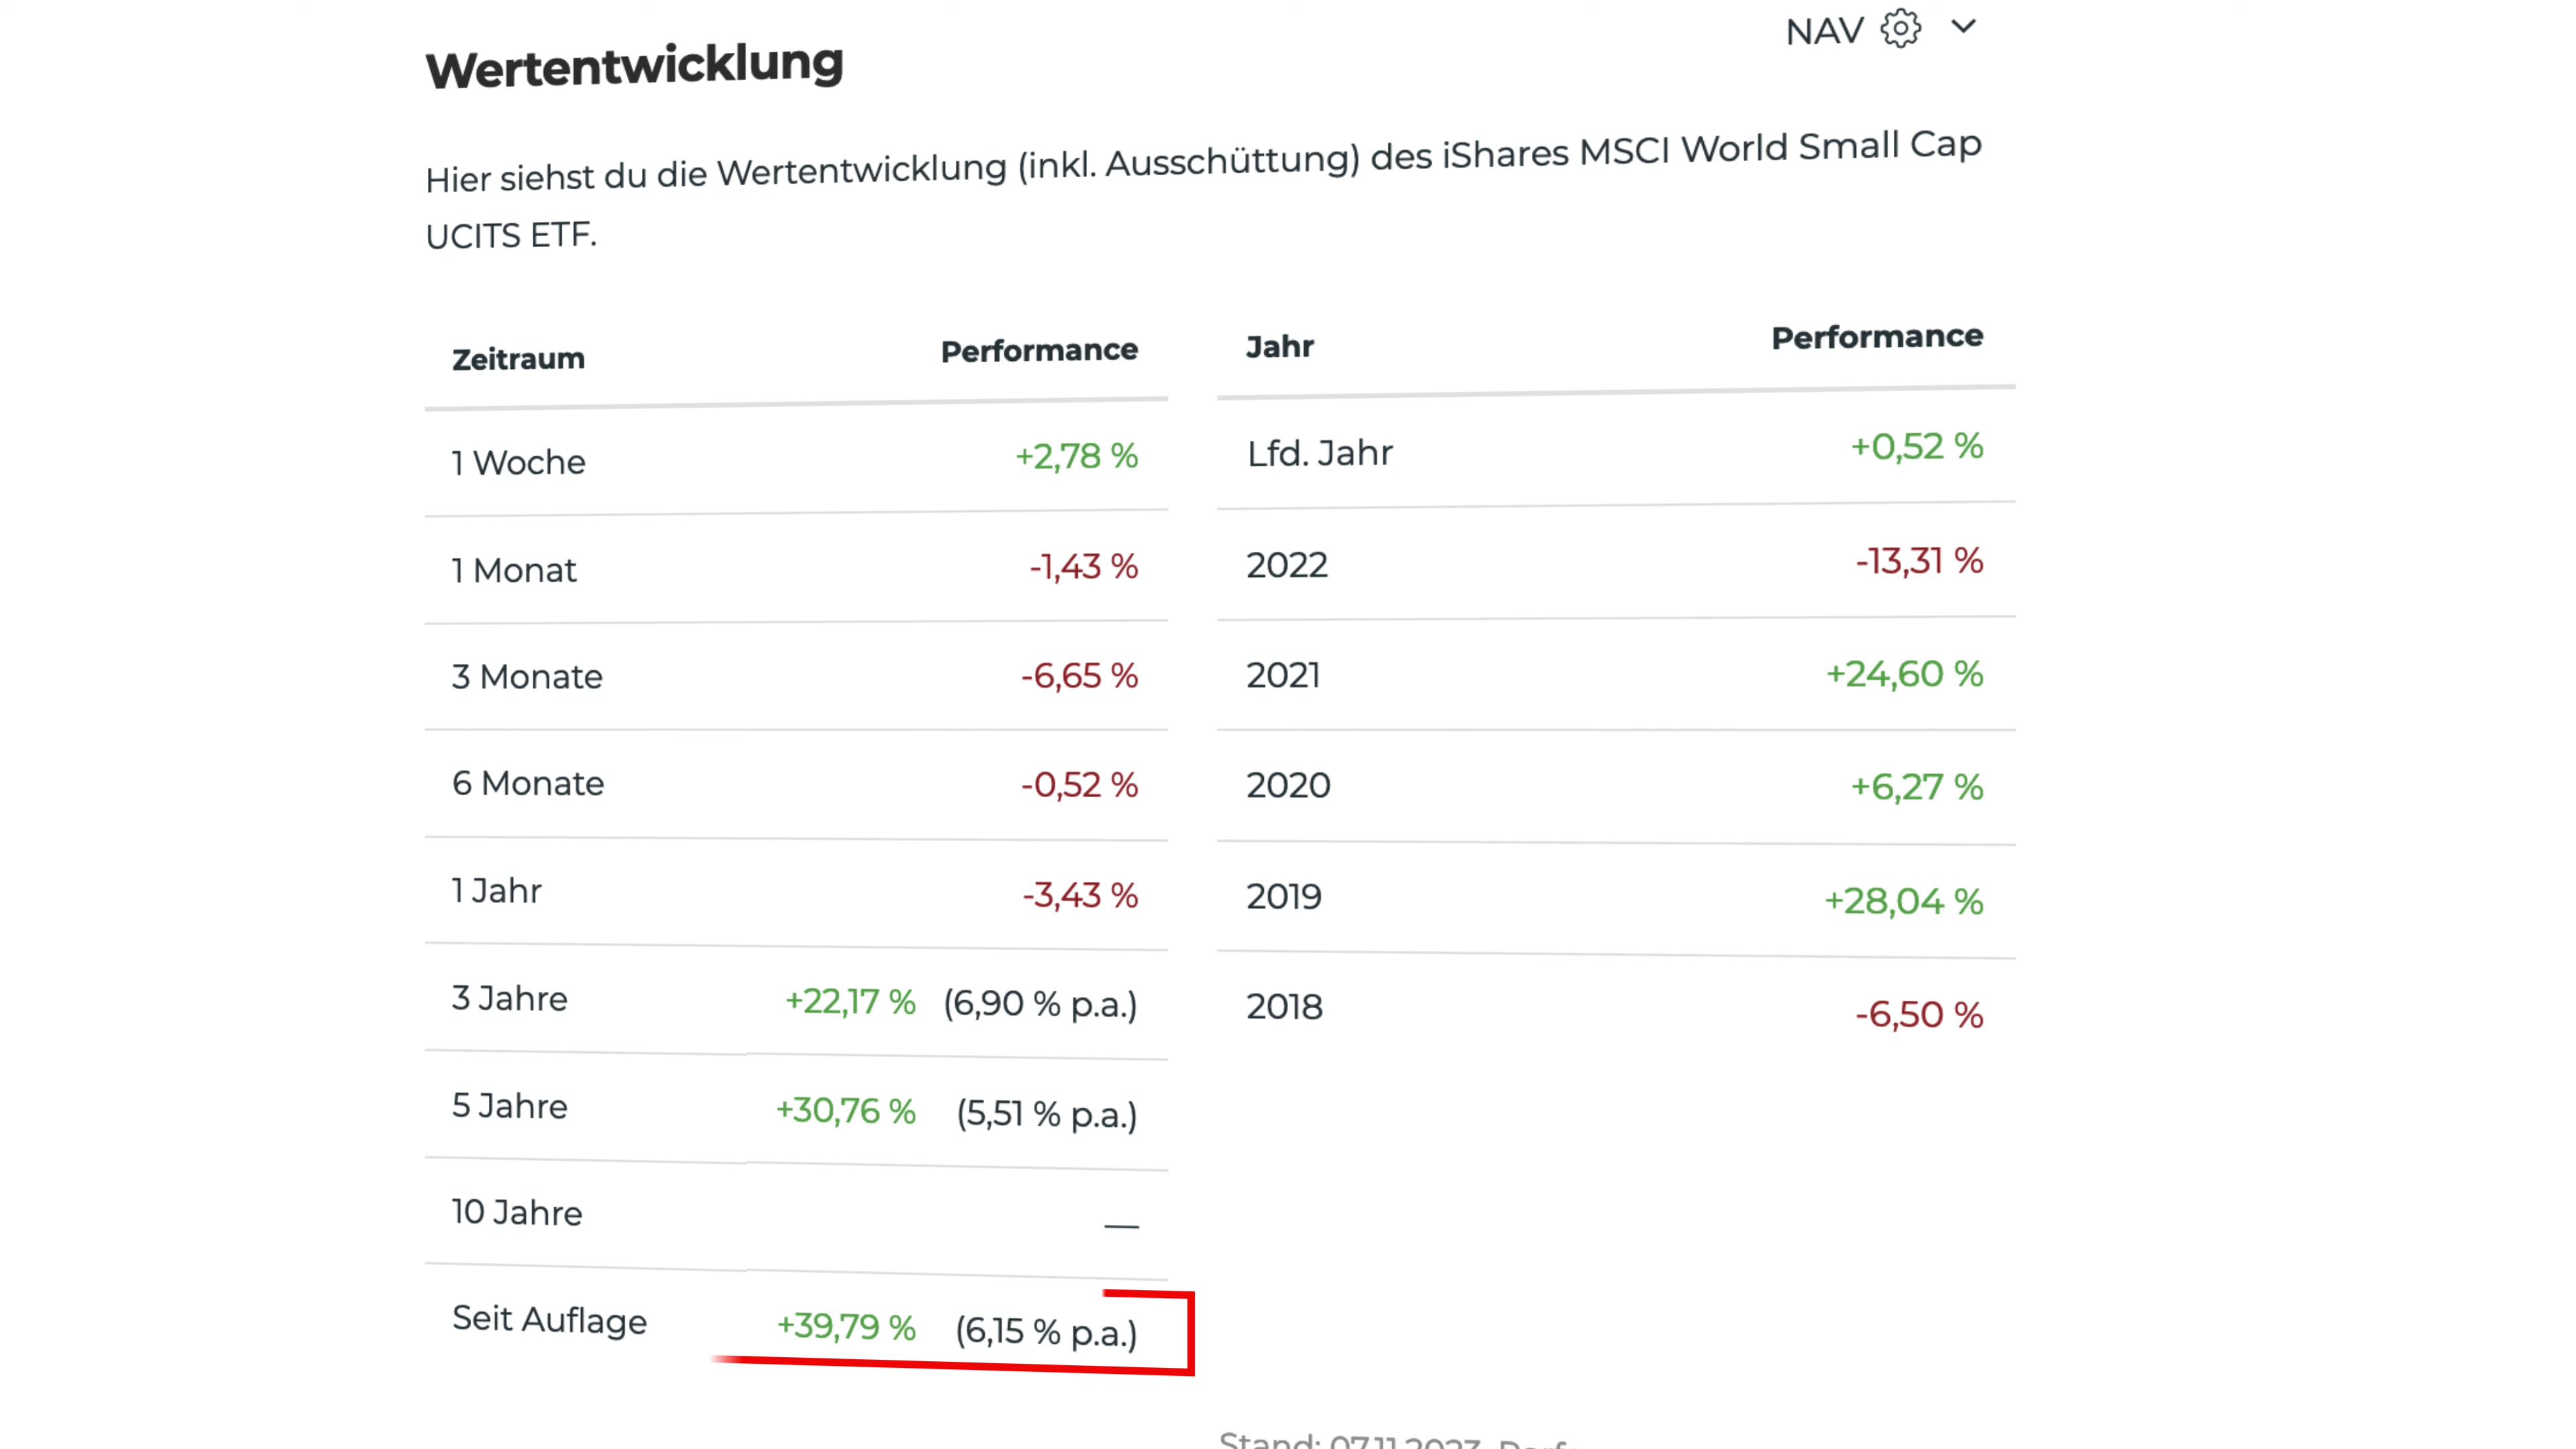 NAV
Wertentwicklung
Hier siehst du die Wertentwicklung (inkl. Ausschüttung) des iShares MSCI World Small Cap
UCITS ETF.
Zeitraum Performance
1 Woche +2,78 %
1 Monat -1,43 %
3 Monate -6,65 %
6 Monate -0,52 %
1 Jahr -3,43 %
3 Jahre +22,17 % (6,90 % p.a.)
5 Jahre +30,76 % (5,51 % p.a.)
10 Jahre —
Seit Auflage +39,79 % (6,15 % p.a.)
Jahr Performance
Lfd. Jahr +0,52 %
2022 -13,31 %
2021 +24,60 %
2020 +6,27 %
2019 +28,04 %
2018 -6,50 %
Stand: 07.11.2023.